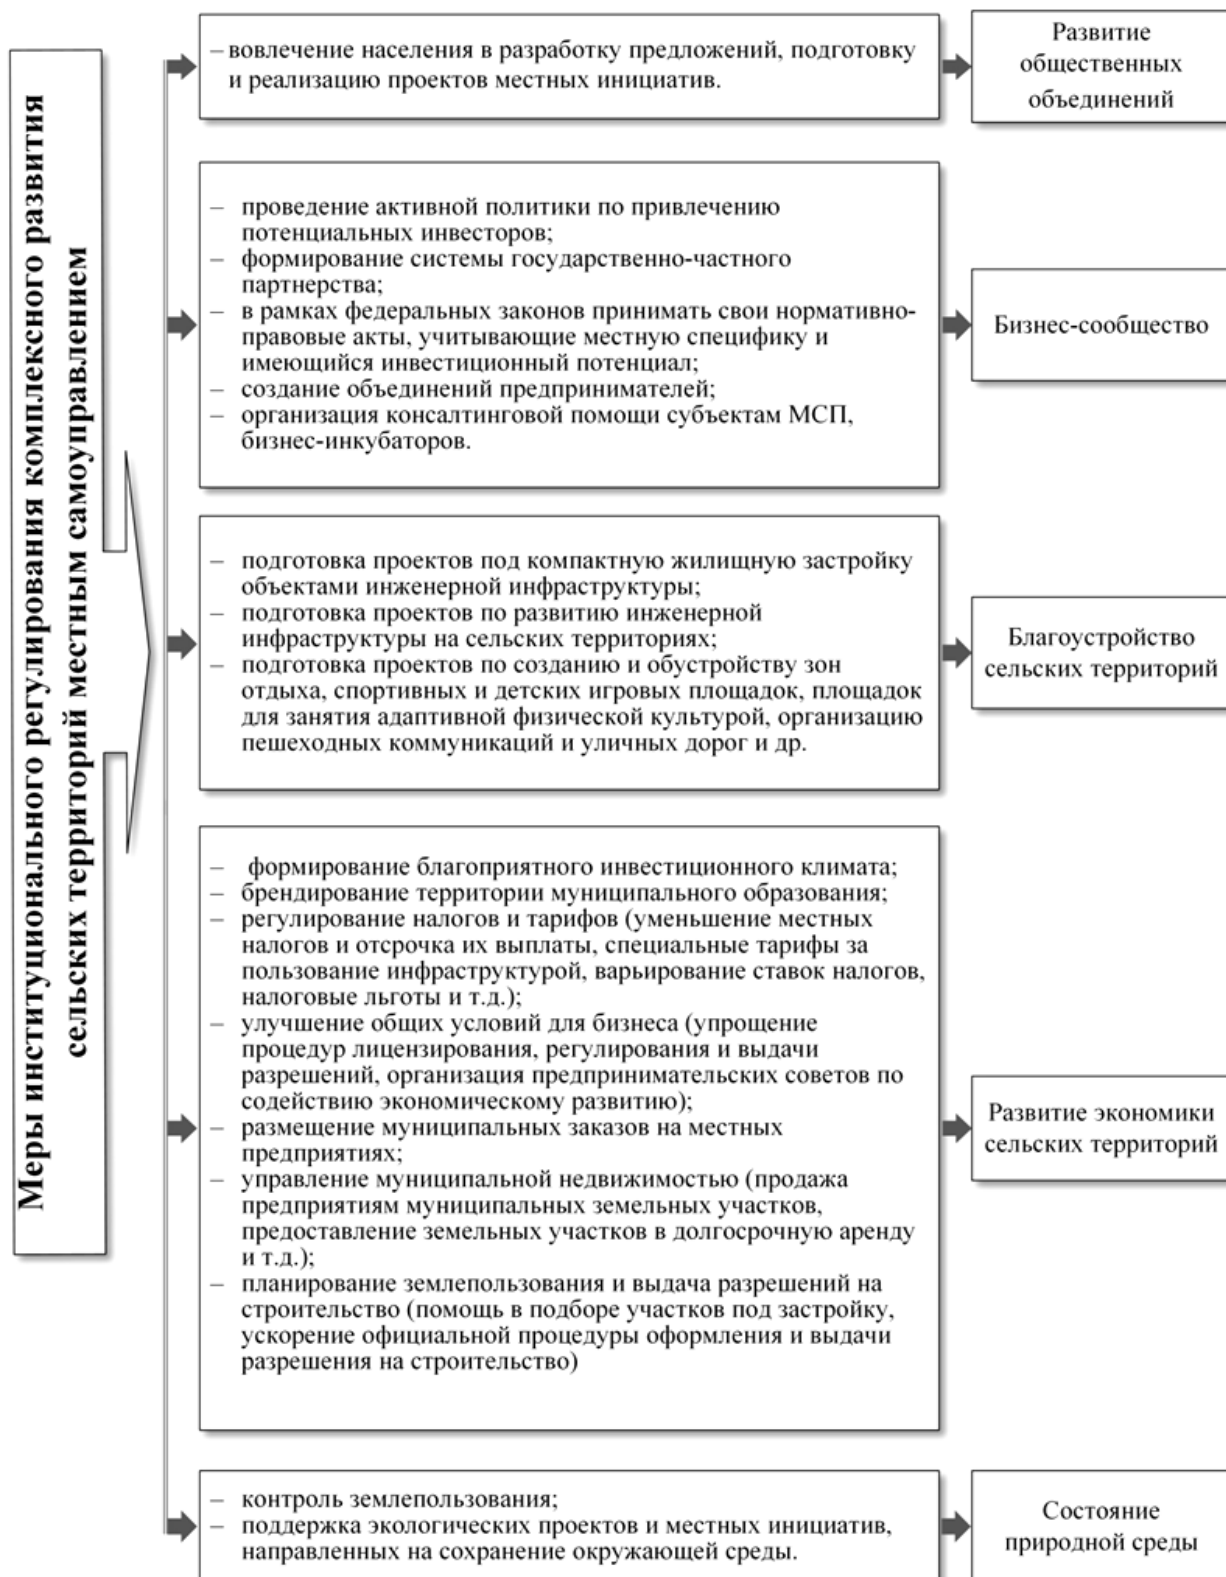 Меры институционального регулирования комплексного развития
сельских территорий местным самоуправлением
– вовлечение населения в разработку предложений, подготовку
и реализацию проектов местных инициатив.
Развитие
общественных
объединений
– проведение активной политики по привлечению
потенциальных инвесторов;
– формирование системы государственно-частного
партнерства;
– в рамках федеральных законов принимать свои нормативно-
правовые акты, учитывающие местную специфику и
имеющийся инвестиционный потенциал;
– создание объединений предпринимателей;
– организация консалтинговой помощи субъектам МСП,
бизнес-инкубаторов.
Бизнес-сообщество
– подготовка проектов под компактную жилищную застройку
объектами инженерной инфраструктуры;
– подготовка проектов по развитию инженерной
инфраструктуры на сельских территориях;
– подготовка проектов по созданию и обустройству зон
отдыха, спортивных и детских игровых площадок, площадок
для занятия адаптивной физической культурой, организацию
пешеходных коммуникаций и уличных дорог и др.
Благоустройство
сельских территорий
– формирование благоприятного инвестиционного климата;
– брендирование территории муниципального образования;
– регулирование налогов и тарифов (уменьшение местных
налогов и отсрочка их выплаты, специальные тарифы за
пользование инфраструктурой, варьирование ставок налогов,
налоговые льготы и т.д.);
– улучшение общих условий для бизнеса (упрощение
процедур лицензирования, регулирования и выдачи
разрешений, организация предпринимательских советов по
содействию экономическому развитию);
– размещение муниципальных заказов на местных
предприятиях;
– управление муниципальной недвижимостью (продажа
предприятиям муниципальных земельных участков,
предоставление земельных участков в долгосрочную аренду
и т.д.);
– планирование землепользования и выдача разрешений на
строительство (помощь в подборе участков под застройку,
ускорение официальной процедуры оформления и выдачи
разрешения на строительство)
Развитие экономики
сельских территорий
– контроль землепользования;
– поддержка экологических проектов и местных инициатив,
направленных на сохранение окружающей среды.
Состояние
природной среды